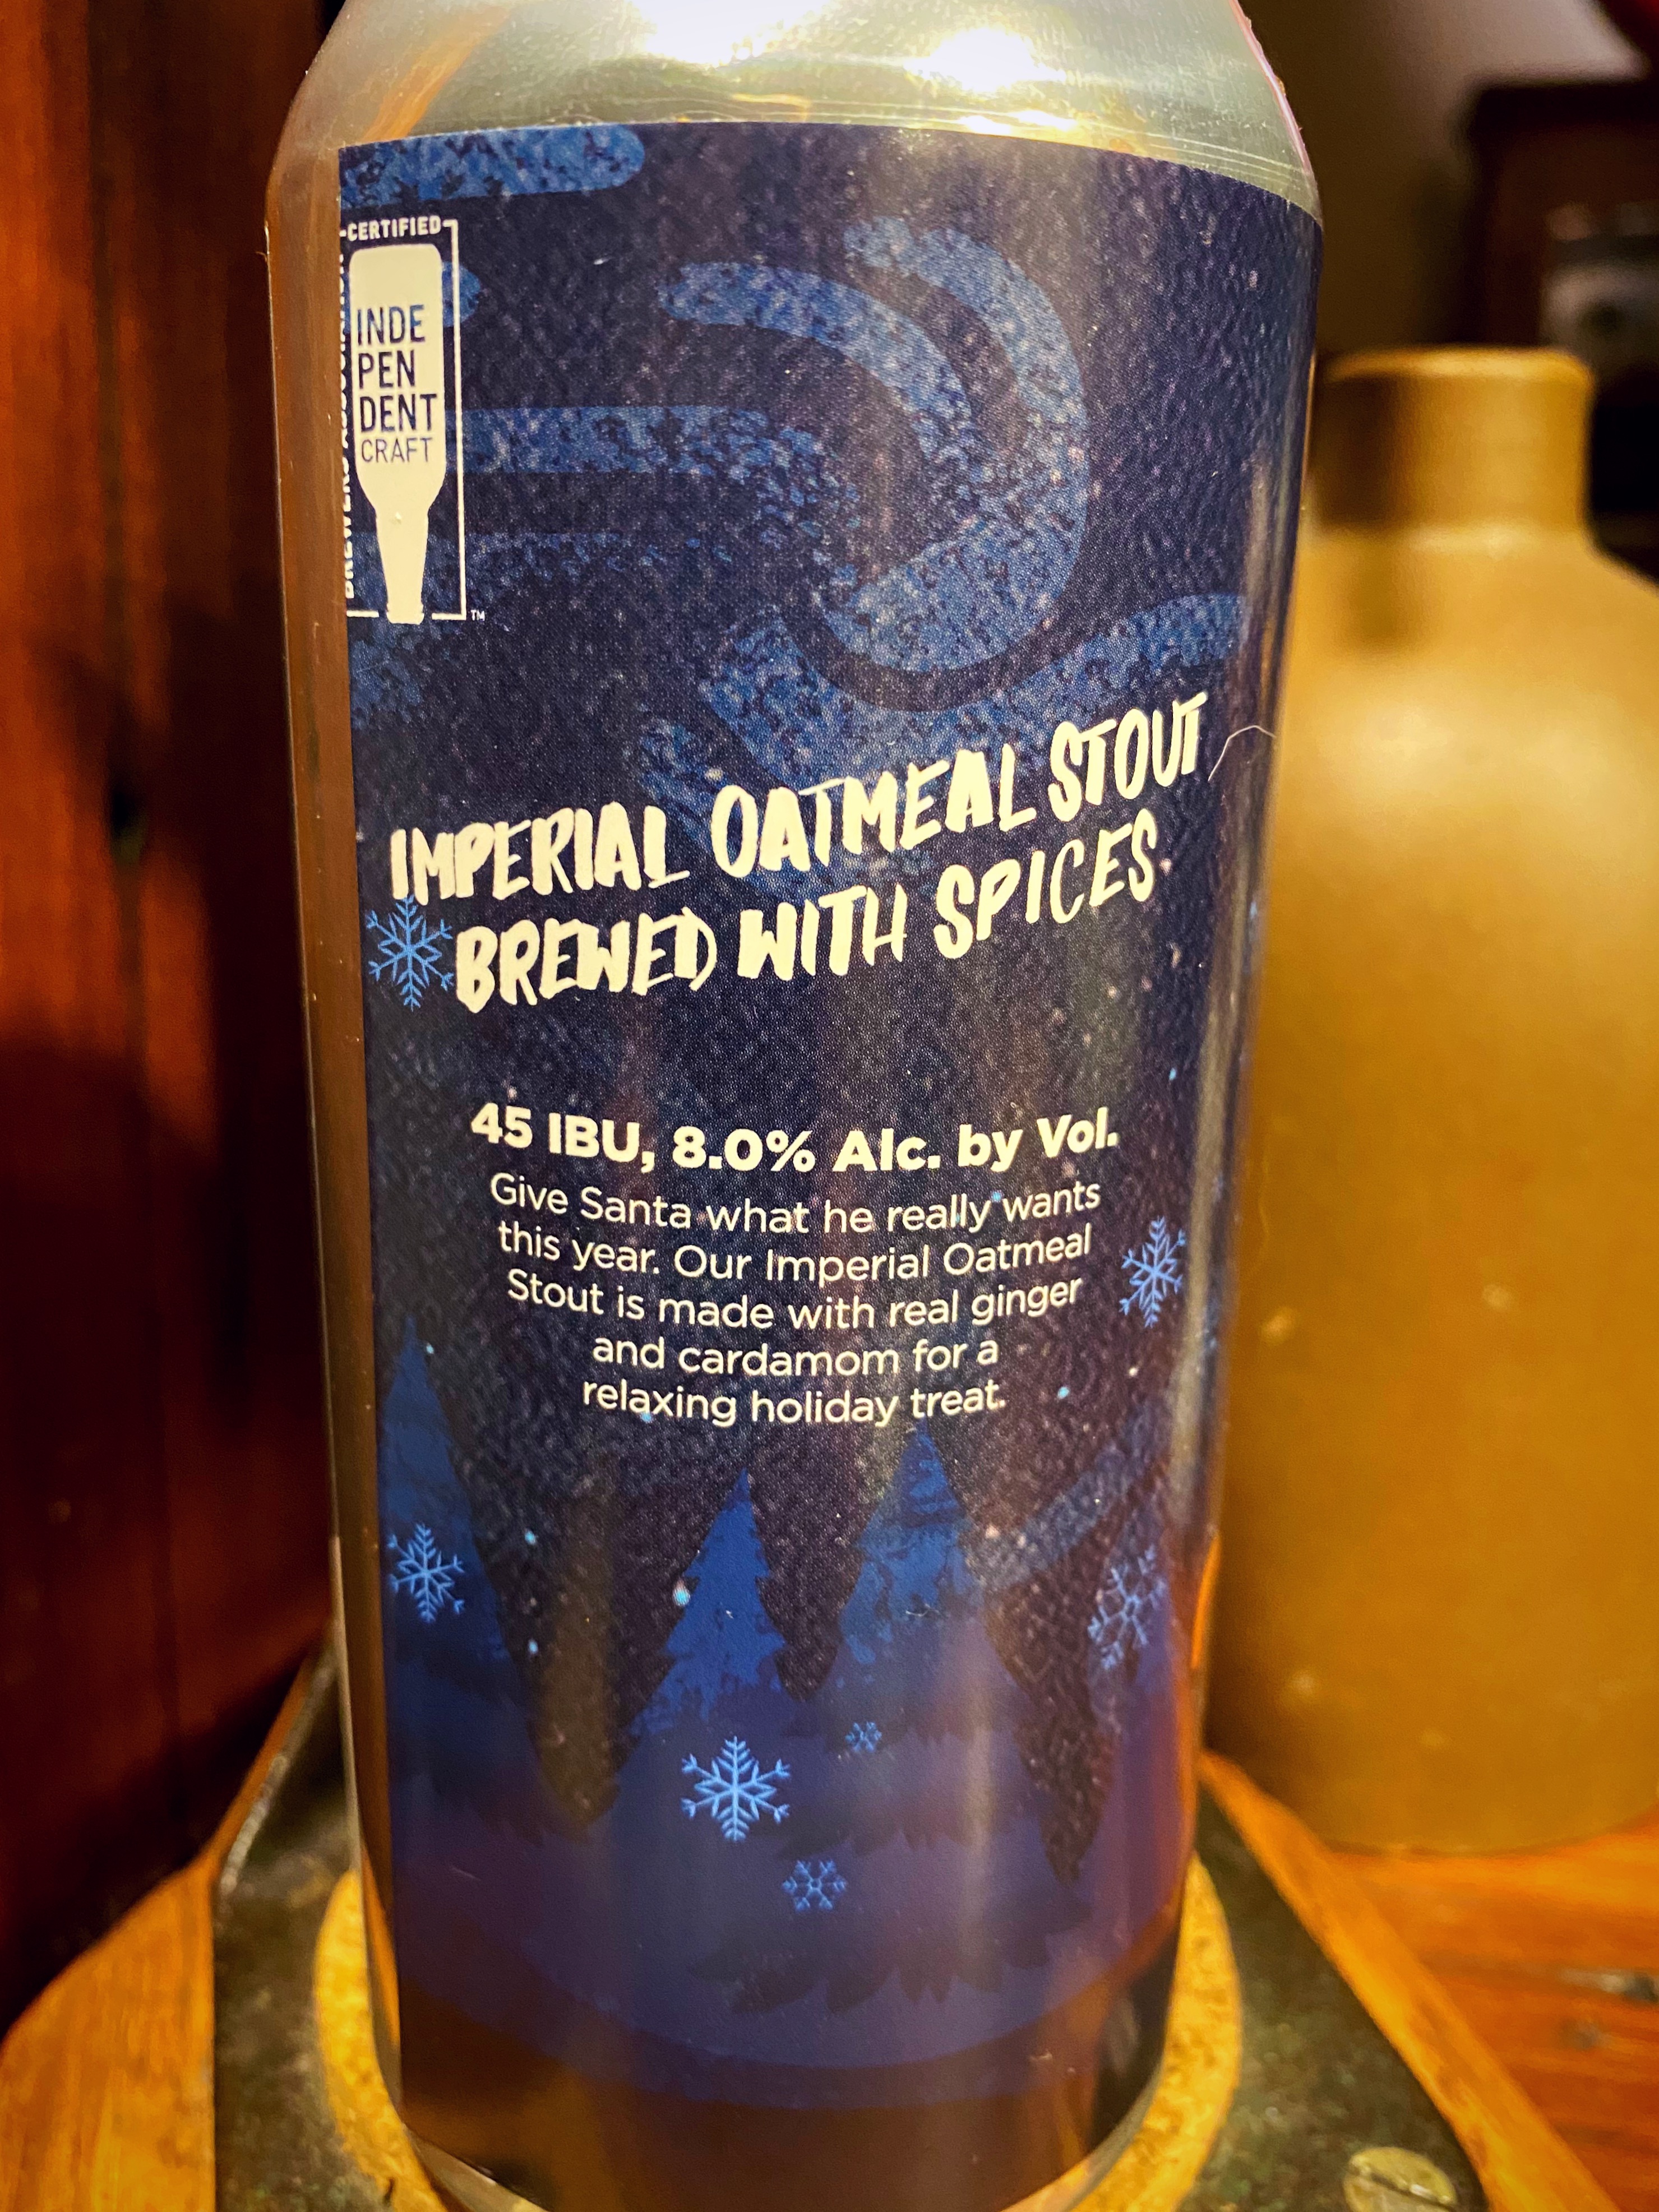 CERTIFIED
INDE
PEN
DENT
CRAFT
BREWERS
TM
IMPERIAL OATMEAL STOUT
BREWED WITH SPICES
45 IBU, 8.0% Alc. by Vol.
Give Santa what he really wants
this year. Our Imperial Oatmeal
Stout is made with real ginger
and cardamom for a
relaxing holiday treat.